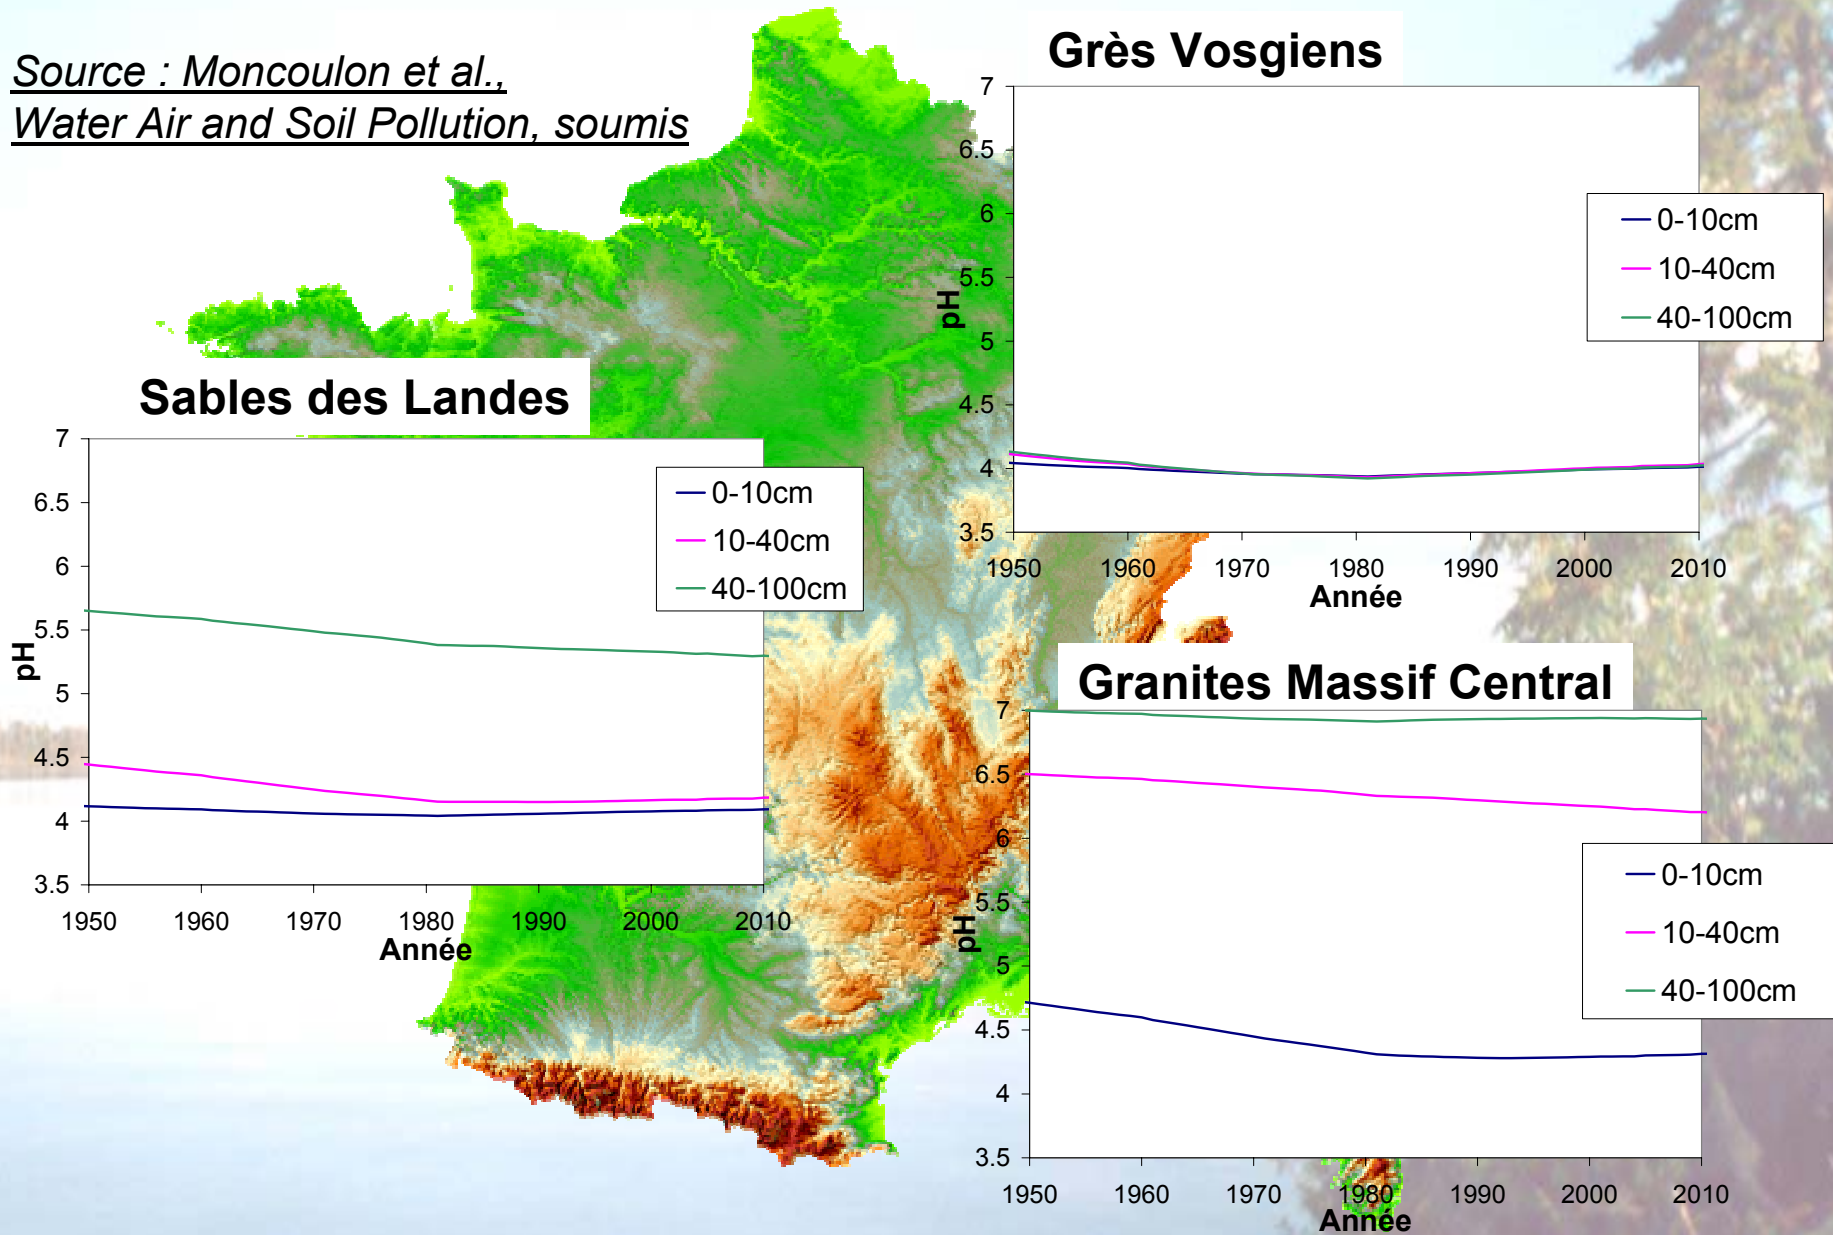 Source : Moncoulon et al.,
Water Air and Soil Pollution, soumis
Grès Vosgiens
7
6.5
6
5.5
5
4.5
4
3.5
pH
0-10cm
10-40cm
40-100cm
1950 1960 1970 1980 1990 2000 2010
Année
Sables des Landes
7
6.5
6
5.5
5
4.5
4
3.5
pH
0-10cm
10-40cm
40-100cm
1950 1960 1970 1980 1990 2000 2010
Année
Granites Massif Central
7
6.5
6
5.5
5
4.5
4
3.5
pH
0-10cm
10-40cm
40-100cm
1950 1960 1970 1980 1990 2000 2010
Année